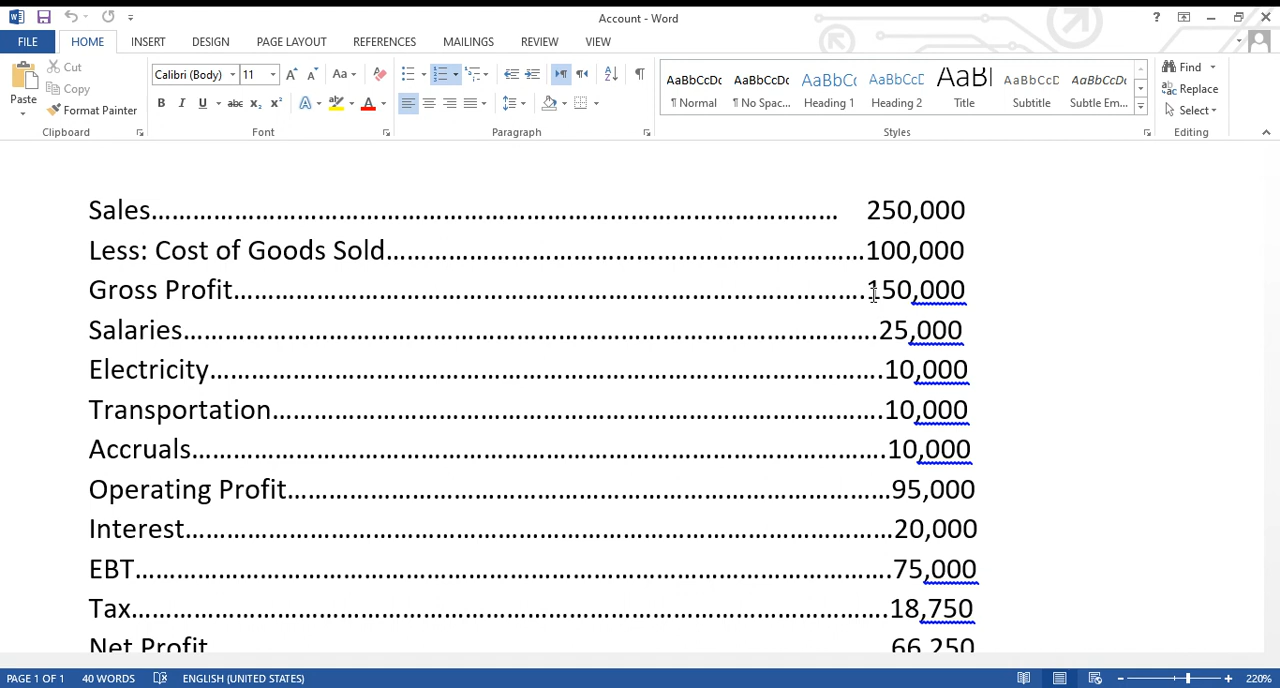 Account - Word
FILE HOME INSERT DESIGN PAGE LAYOUT REFERENCES MAILINGS REVIEW VIEW
Paste
Cut
Copy
Format Painter
Clipboard
Calibri (Body) 11
Font
Paragraph
AaBbCcDc AaBbCcDc AaBbCc AaBbCcE AaBl AaBbCcD AaBbCcDc
¶ Normal ¶ No Spac... Heading 1 Heading 2 Title Subtitle Subtle Em...
Styles
Find
Replace
Select
Editing
Sales……………………………………………………………………………………… 250,000
Less: Cost of Goods Sold……………………………………………………………100,000
Gross Profit………………………………………………………………………………..150,000
Salaries……………………………………………………………………………………….25,000
Electricity…………………………………………………………………………………….10,000
Transportation…………………………………………………………………………….10,000
Accruals……………………………………………………………………………………….10,000
Operating Profit……………………………………………………………………………95,000
Interest…………………………………………………………………………………………20,000
EBT……………………………………………………………………………………………….75,000
Tax……………………………………………………………………………………………….18,750
Net Profit 66,250
PAGE 1 OF 1 40 WORDS ENGLISH (UNITED STATES) 220%